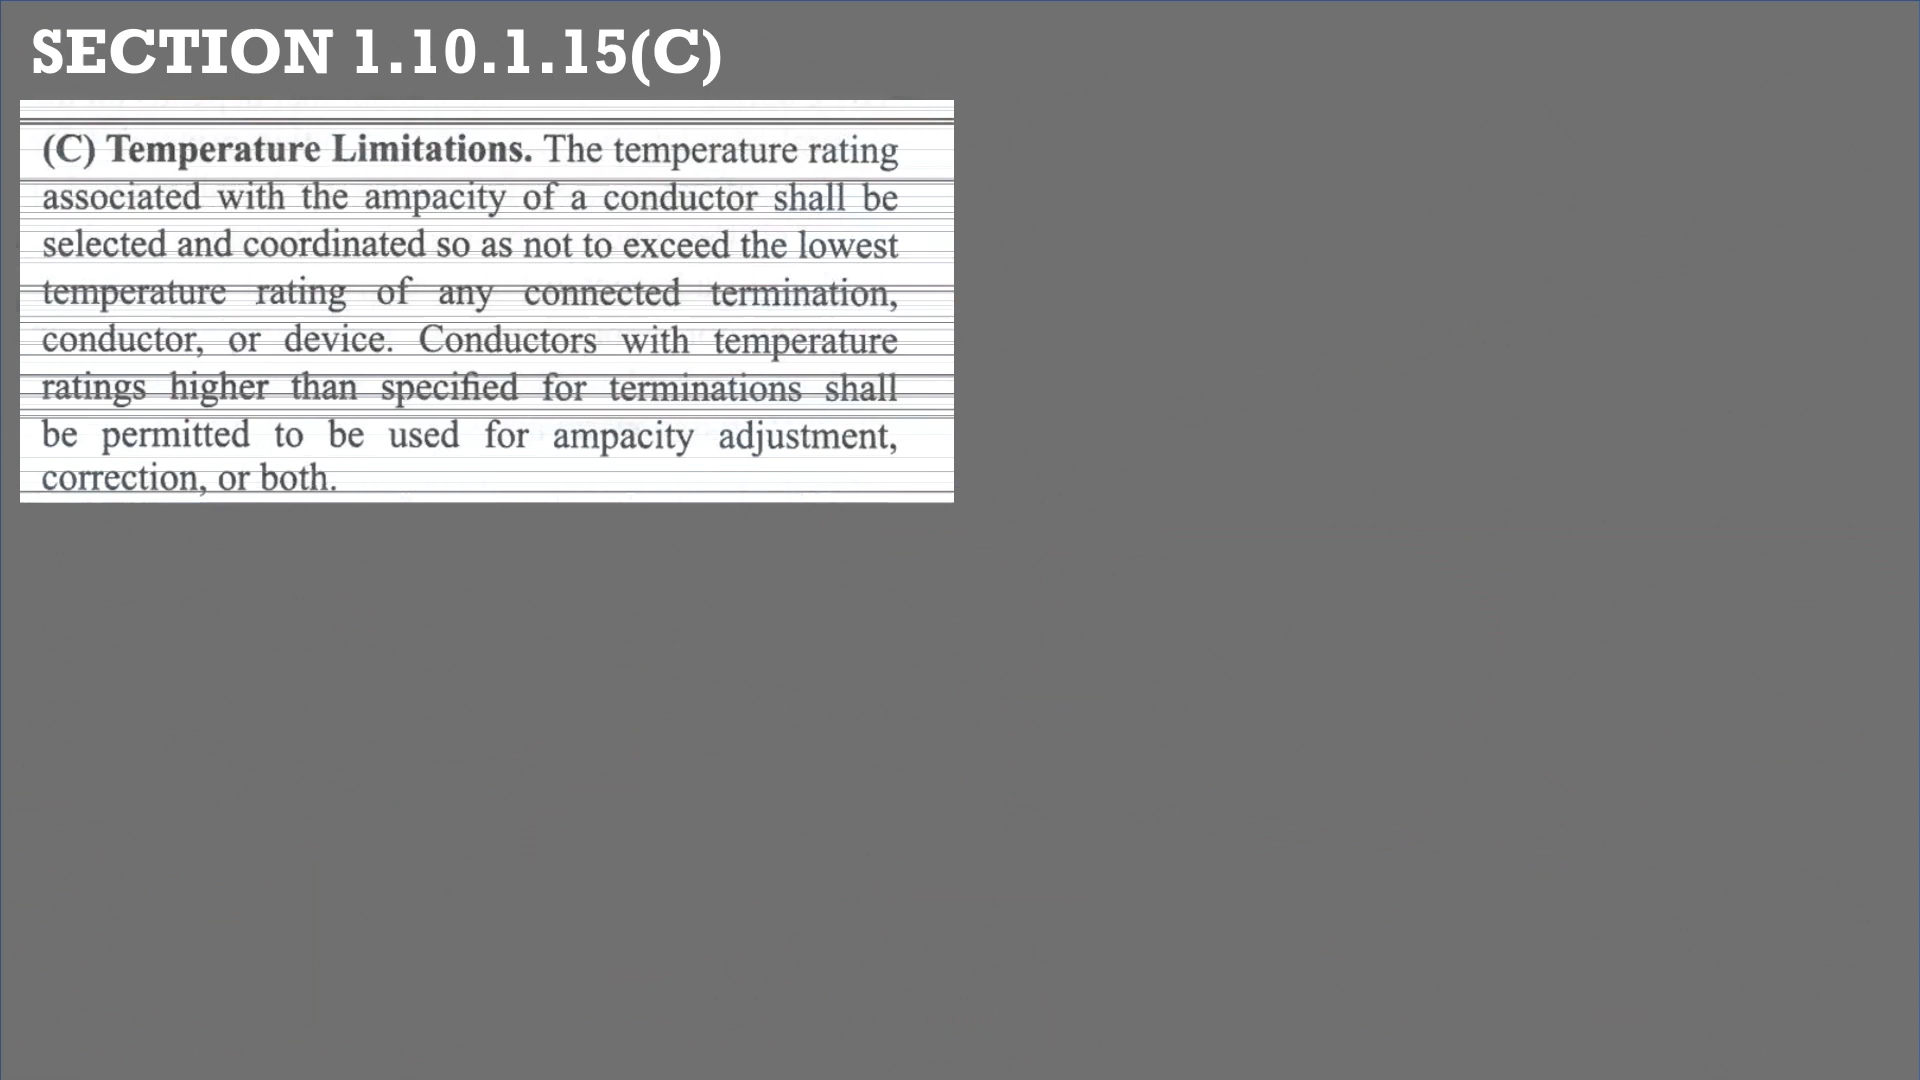 SECTION 1.10.1.15(C)
(C) Temperature Limitations. The temperature rating
associated with the ampacity of a conductor shall be
selected and coordinated so as not to exceed the lowest
temperature rating of any connected termination,
conductor, or device. Conductors with temperature
ratings higher than specified for terminations shall
be permitted to be used for ampacity adjustment,
correction, or both.